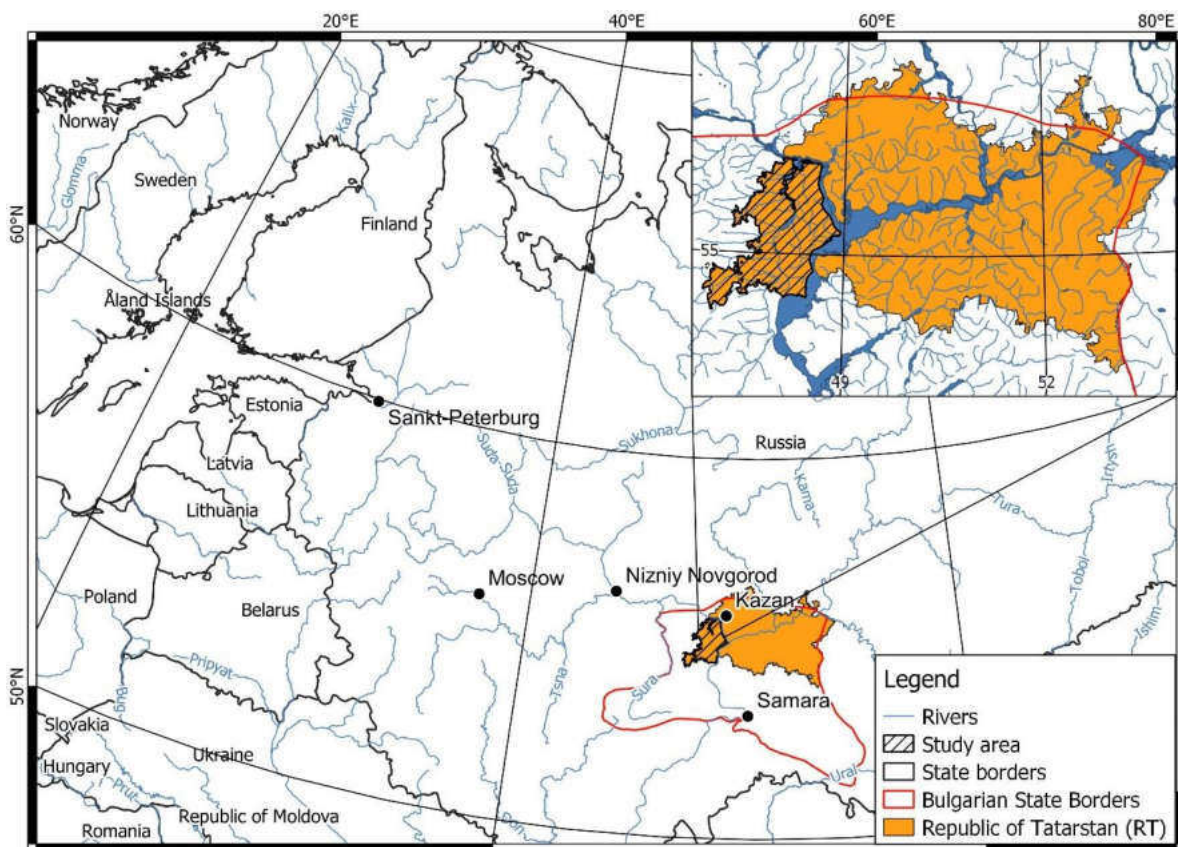 20°E
40°E
60°E
80°E
60°N
50°N
Norway
Glomma
Sweden
Kalix
Finland
Åland Islands
Estonia
Sankt-Peterburg
Latvia
Lithuania
Suda
Suda
Sukhona
Russia
Kama
Tura
Irtys
Tobol
Ishim
Poland
Belarus
Moscow
Nizniy Novgorod
Kazan
Pripyat
Bug
Tsna
Sura
Samara
Ural
Slovakia
Hungary
Ukraine
Prut
Romania
Republic of Moldova
Don
55
49
52
Legend
Rivers
Study area
State borders
Bulgarian State Borders
Republic of Tatarstan (RT)